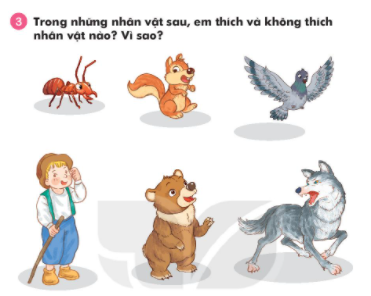 3 Trong những nhân vật sau, em thích và không thích
nhân vật nào? Vì sao?